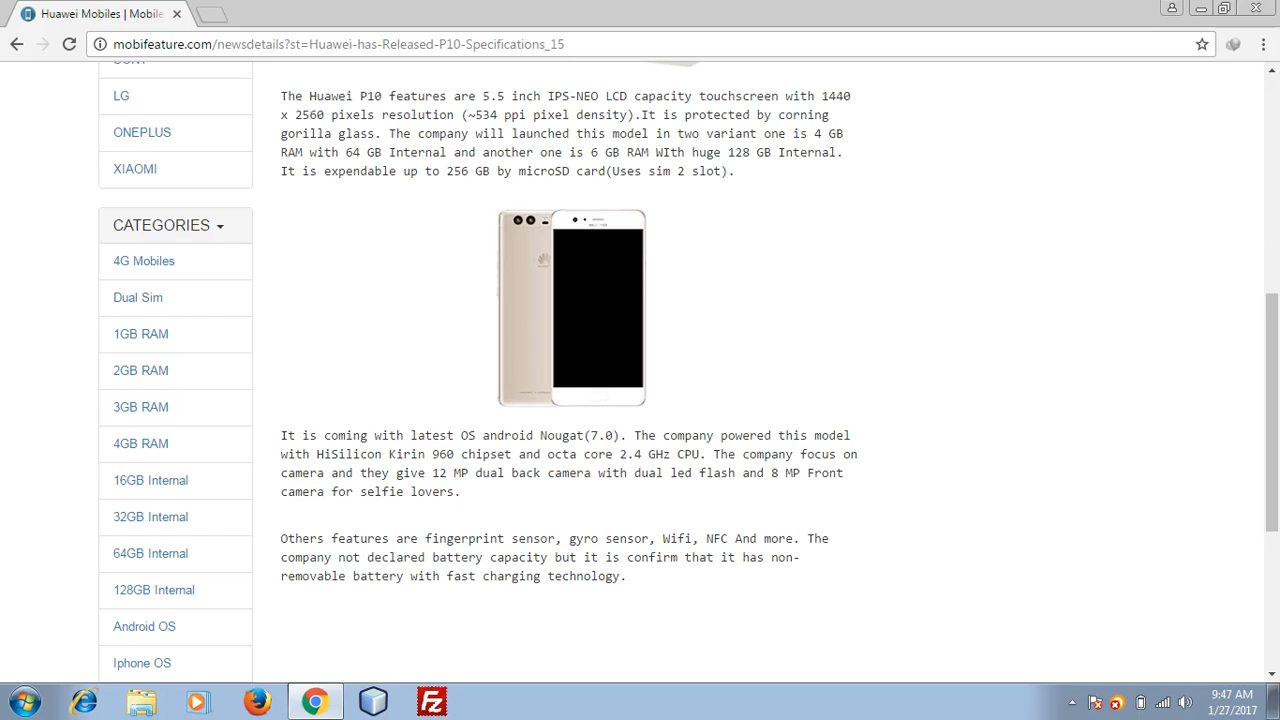 Huawei Mobiles | Mobile
mobifeature.com/newsdetails?st=Huawei-has-Released-P10-Specifications_15
LG
ONEPLUS
XIAOMI
CATEGORIES
4G Mobiles
Dual Sim
1GB RAM
2GB RAM
3GB RAM
4GB RAM
16GB Internal
32GB Internal
64GB Internal
128GB Internal
Android OS
Iphone OS
The Huawei P10 features are 5.5 inch IPS-NEO LCD capacity touchscreen with 1440
x 2560 pixels resolution (~534 ppi pixel density).It is protected by corning
gorilla glass. The company will launched this model in two variant one is 4 GB
RAM with 64 GB Internal and another one is 6 GB RAM WIth huge 128 GB Internal.
It is expendable up to 256 GB by microSD card(Uses sim 2 slot).
It is coming with latest OS android Nougat(7.0). The company powered this model
with HiSilicon Kirin 960 chipset and octa core 2.4 GHz CPU. The company focus on
camera and they give 12 MP dual back camera with dual led flash and 8 MP Front
camera for selfie lovers.
Others features are fingerprint sensor, gyro sensor, Wifi, NFC And more. The
company not declared battery capacity but it is confirm that it has non-
removable battery with fast charging technology.
9:47 AM
1/27/2017